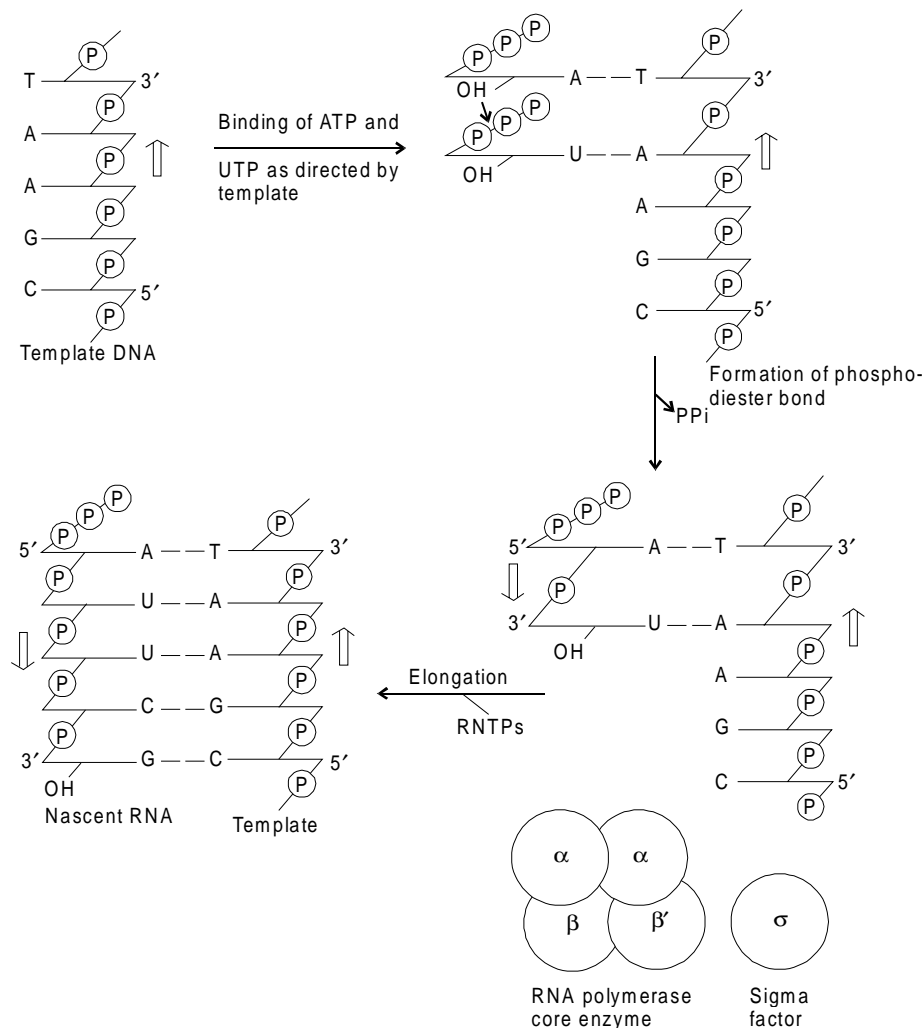 P
T 3′
P
A
P
A
P
G
P
C 5′
P
Template DNA
Binding of ATP and
UTP as directed by
template
P P P
P
A — — T 3′
OH
P P P
P
U — — A
OH
P
A
P
G
P
C 5′
P
Formation of phospho-
diester bond
PPi
P P P
P
5′ A — — T 3′
P P
3′ U — — A
OH
P
A
P
G
P
C 5′
P
Elongation
RNTPs
P P P
P
5′ A — — T 3′
P P
U — — A
P P
U — — A
P P
C — — G
P P
3′ G — — C 5′
OH P
Nascent RNA
Template
α α
β β′
σ
RNA polymerase
core enzyme
Sigma
factor